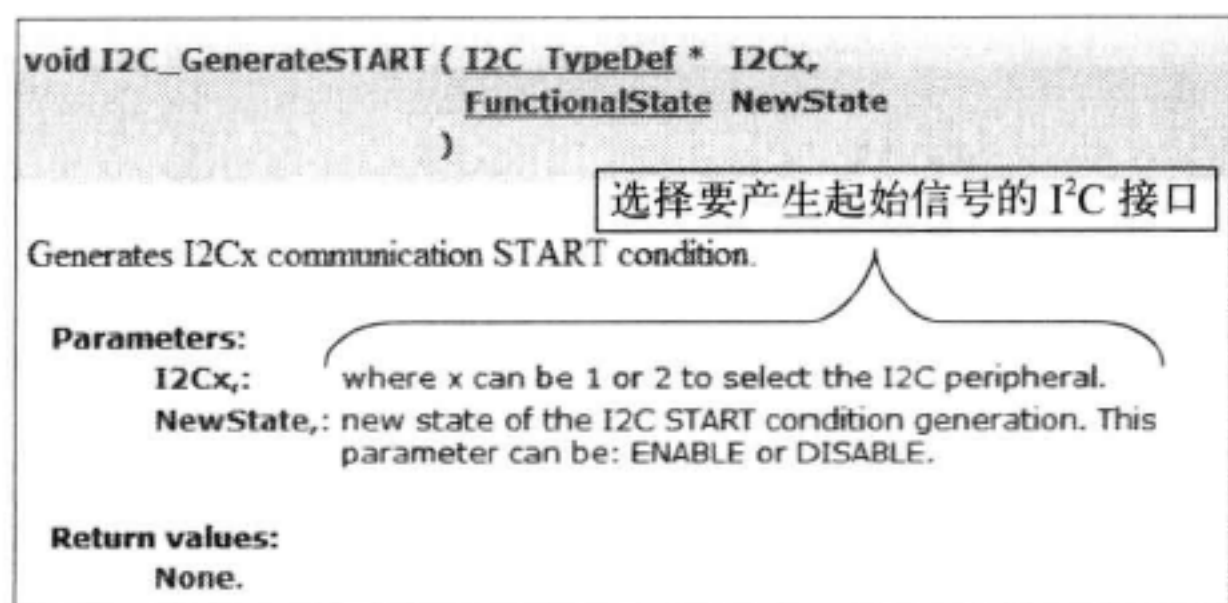 void I2C_GenerateSTART ( I2C_TypeDef * I2Cx,
FunctionalState NewState
)
选择要产生起始信号的 I²C 接口
Generates I2Cx communication START condition.
Parameters:
I2Cx,: where x can be 1 or 2 to select the I2C peripheral.
NewState,: new state of the I2C START condition generation. This
parameter can be: ENABLE or DISABLE.
Return values:
None.